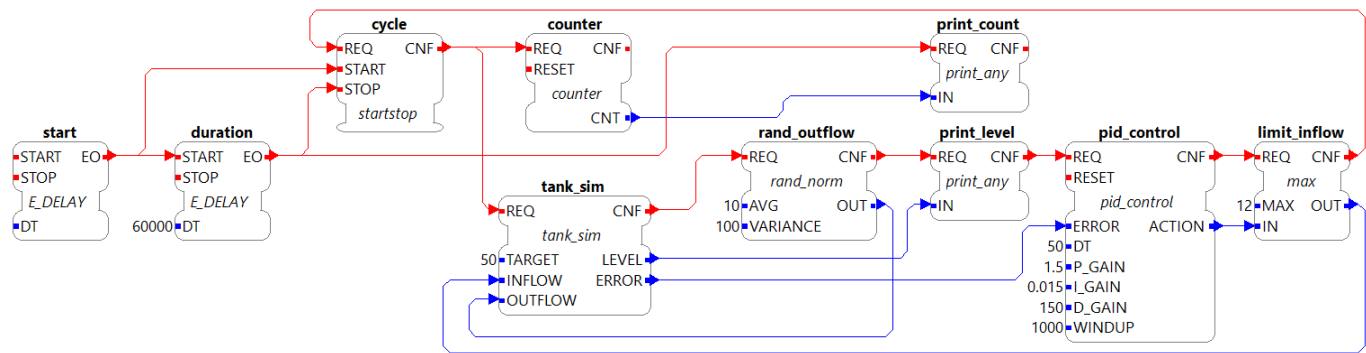 cycle counter print_count
REQ CNF REQ CNF REQ CNF
START RESET print_any
STOP counter IN
startstop CNT
start duration rand_outflow print_level pid_control limit_inflow
START EO START EO REQ CNF REQ CNF REQ CNF REQ CNF
STOP STOP rand_norm print_any RESET max
E_DELAY E_DELAY tank_sim pid_control
REQ CNF 10 AVG OUT IN 12 MAX OUT
DT 60000 DT tank_sim 100 VARIANCE ERROR ACTION IN
50 DT
50 TARGET LEVEL 1.5 P_GAIN
INFLOW ERROR 0.015 I_GAIN
OUTFLOW 150 D_GAIN
1000 WINDUP